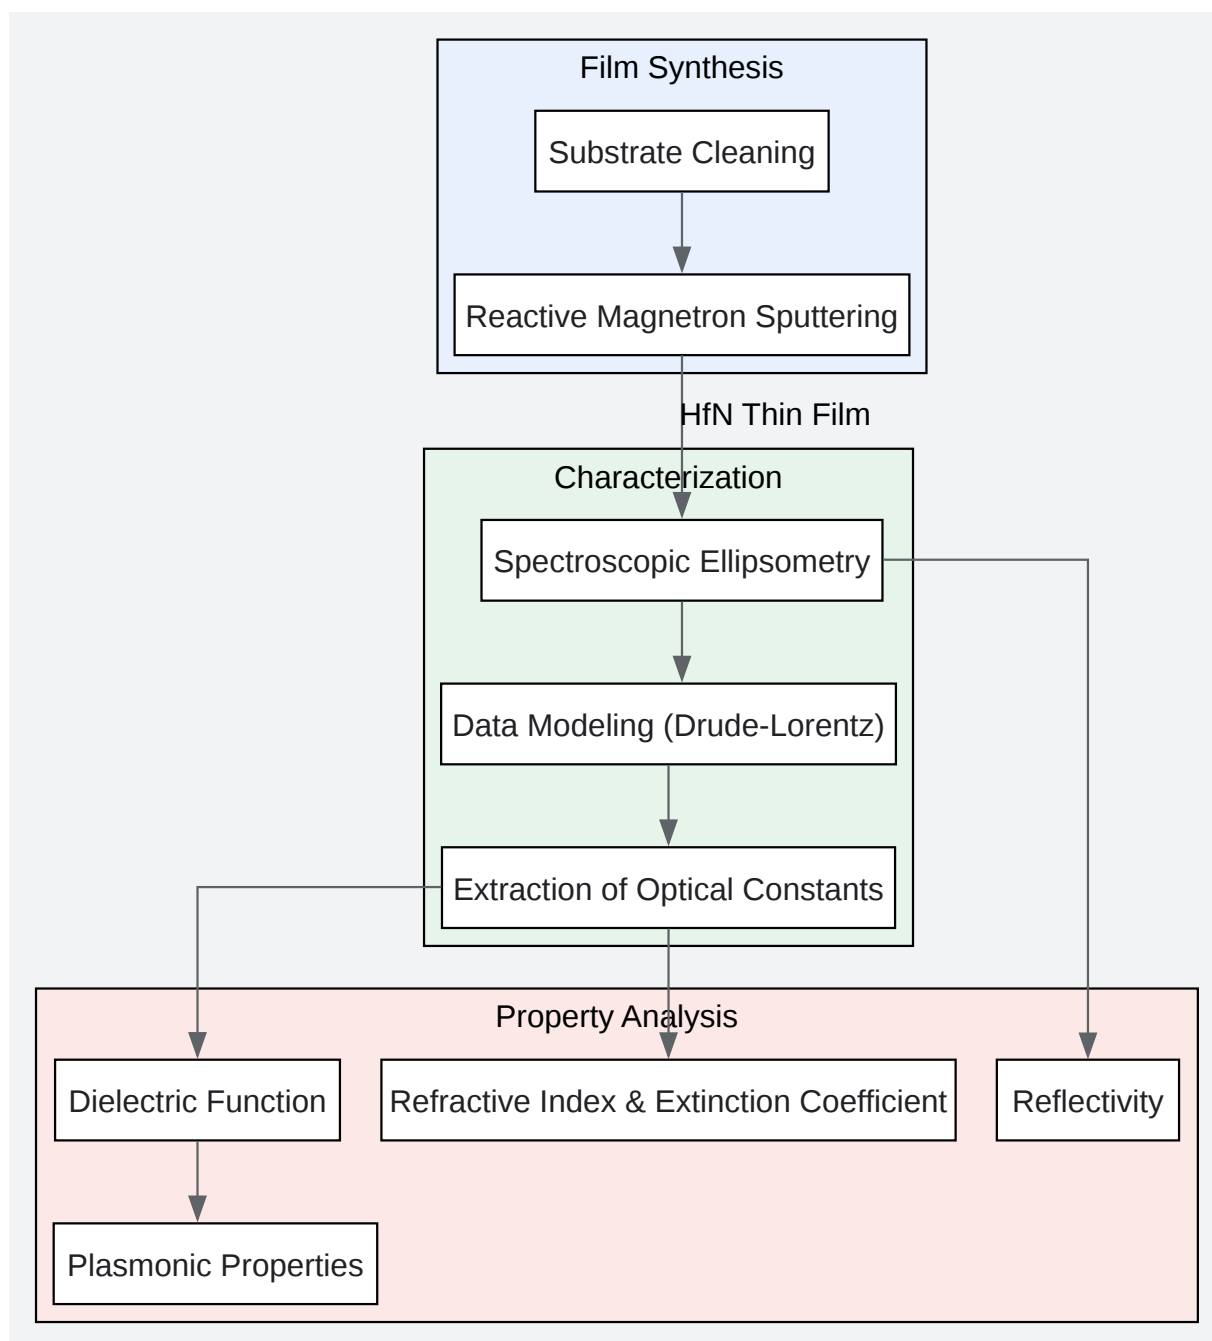 Film Synthesis
Substrate Cleaning
Reactive Magnetron Sputtering
HfN Thin Film
Characterization
Spectroscopic Ellipsometry
Data Modeling (Drude-Lorentz)
Extraction of Optical Constants
Property Analysis
Dielectric Function
Refractive Index & Extinction Coefficient
Reflectivity
Plasmonic Properties